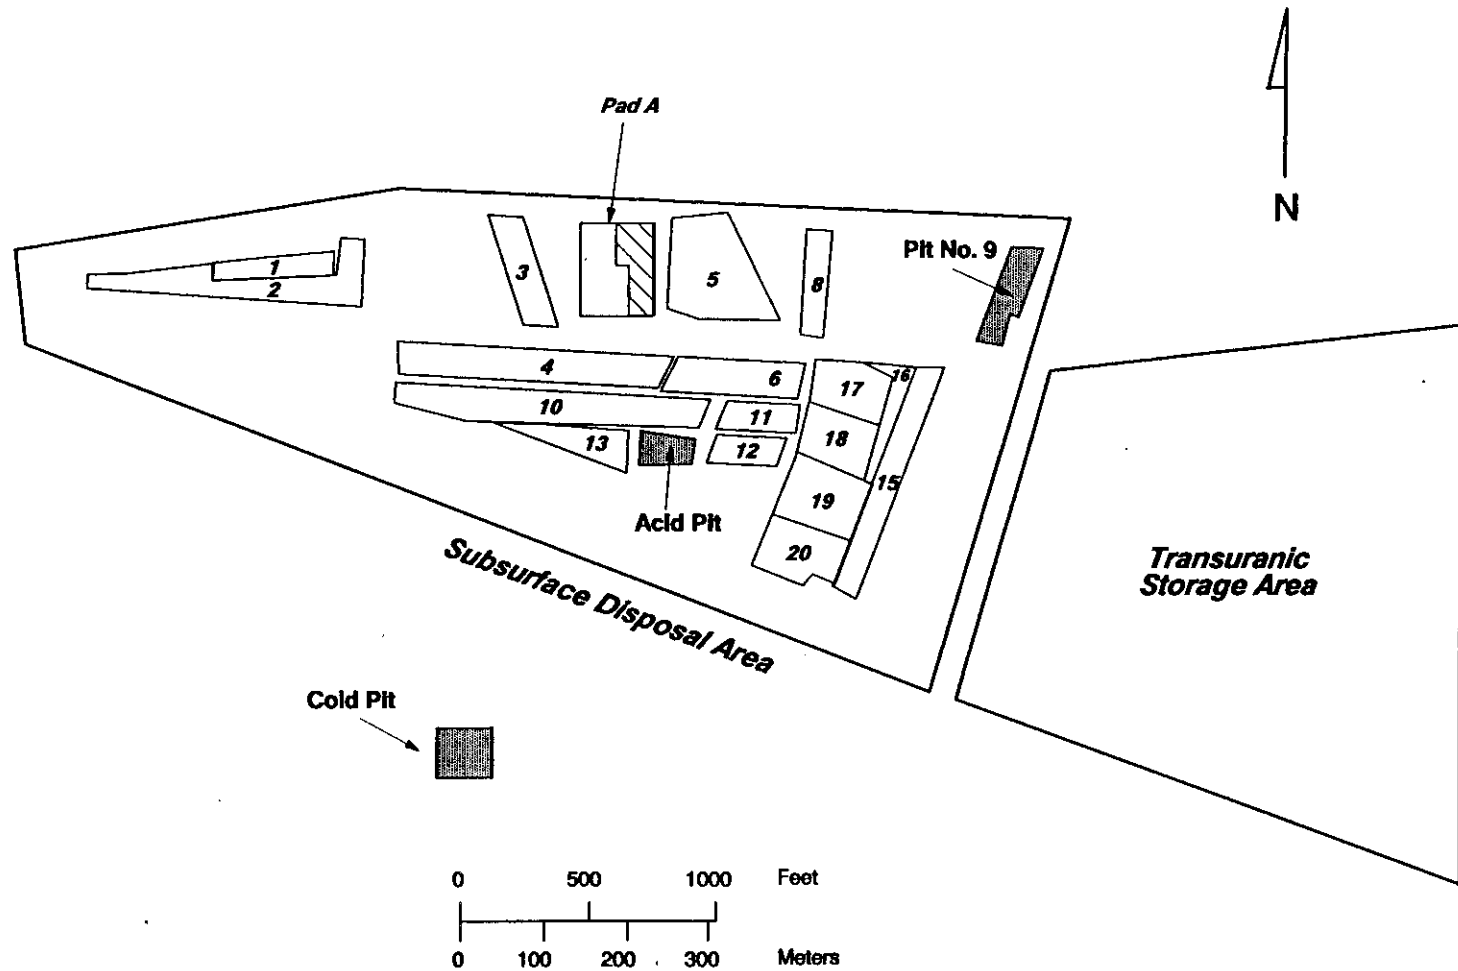 Pad A
N
Pit No. 9
1
2
3
5
8
4
6
10
11
13
12
17
16
18
15
19
20
Acid Pit
Subsurface Disposal Area
Transuranic
Storage Area
Cold Pit
0 500 1000 Feet
0 100 200 300 Meters